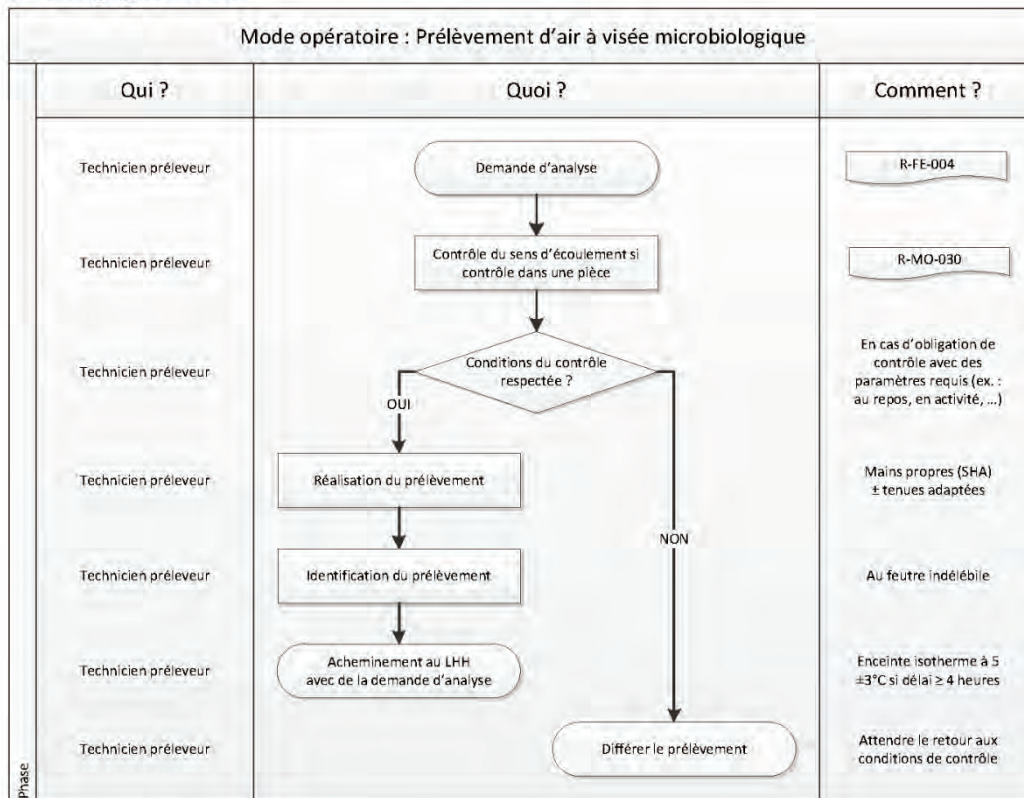 Mode opératoire : Prélèvement d'air à visée microbiologique
Qui ?
Quoi ?
Comment ?
Technicien préleveur
Demande d'analyse
R-FE-004
Technicien préleveur
Contrôle du sens d'écoulement si
contrôle dans une pièce
R-MO-030
Technicien préleveur
Conditions du contrôle
respectée ?
En cas d'obligation de
contrôle avec des
paramètres requis (ex. :
au repos, en activité, ...)
OUI
Technicien préleveur
Réalisation du prélèvement
Mains propres (SHA)
± tenues adaptées
NON
Technicien préleveur
Identification du prélèvement
Au feutre indélébile
Technicien préleveur
Acheminement au LHH
avec de la demande d'analyse
Enceinte isotherme à 5
±3°C si délai ≥ 4 heures
Technicien préleveur
Différer le prélèvement
Attendre le retour aux
conditions de contrôle
Phase